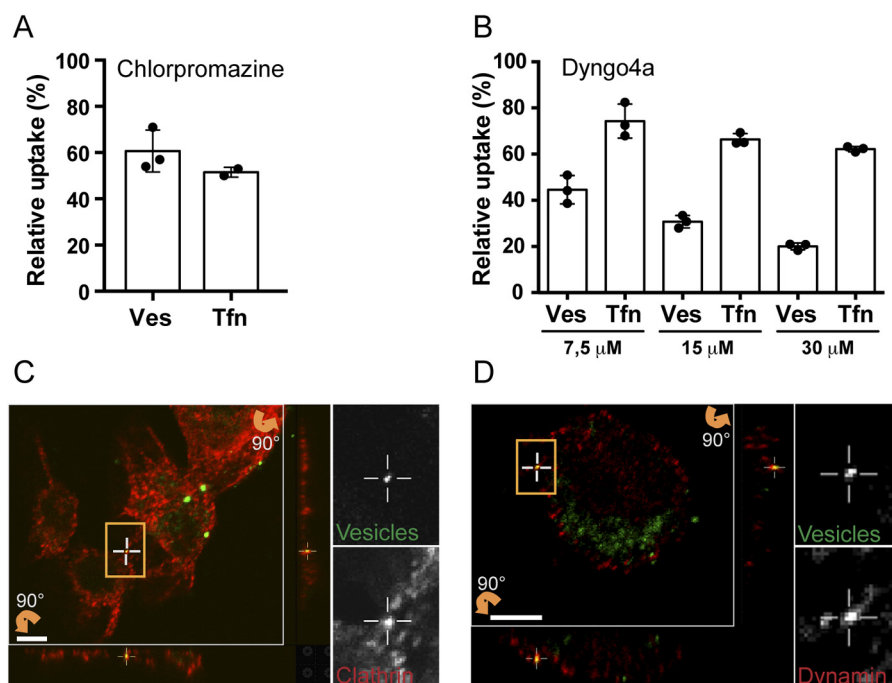 A
Chlorpromazine
Relative uptake (%)
100
80
60
40
20
0
Ves Tfn
B
Dyngo4a
Relative uptake (%)
100
80
60
40
20
0
Ves Tfn Ves Tfn Ves Tfn
7,5 μM 15 μM 30 μM
C
90°
90°
Vesicles
Clathrin
D
90°
90°
Vesicles
Dynamin